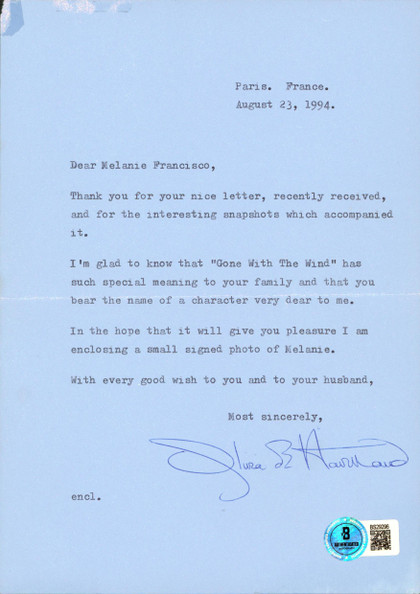 Paris. France.
August 23, 1994.
Dear Melanie Francisco,
Thank you for your nice letter, recently received,
and for the interesting snapshots which accompanied
it.
I'm glad to know that "Gone With The Wind" has
such special meaning to your family and that you
bear the name of a character very dear to me.
In the hope that it will give you pleasure I am
enclosing a small signed photo of Melanie.
With every good wish to you and to your husband,
Most sincerely,
Olivia de Havilland
encl.
B